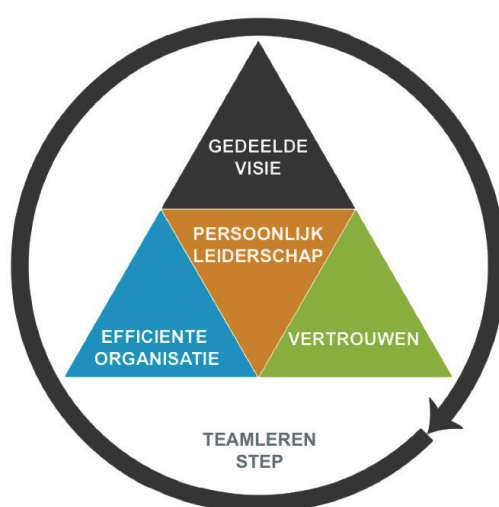 GEDEELDE
VISIE
PERSOONLIJK
LEIDERSCHAP
EFFICIENTE
ORGANISATIE
VERTROUWEN
TEAMLEREN
STEP